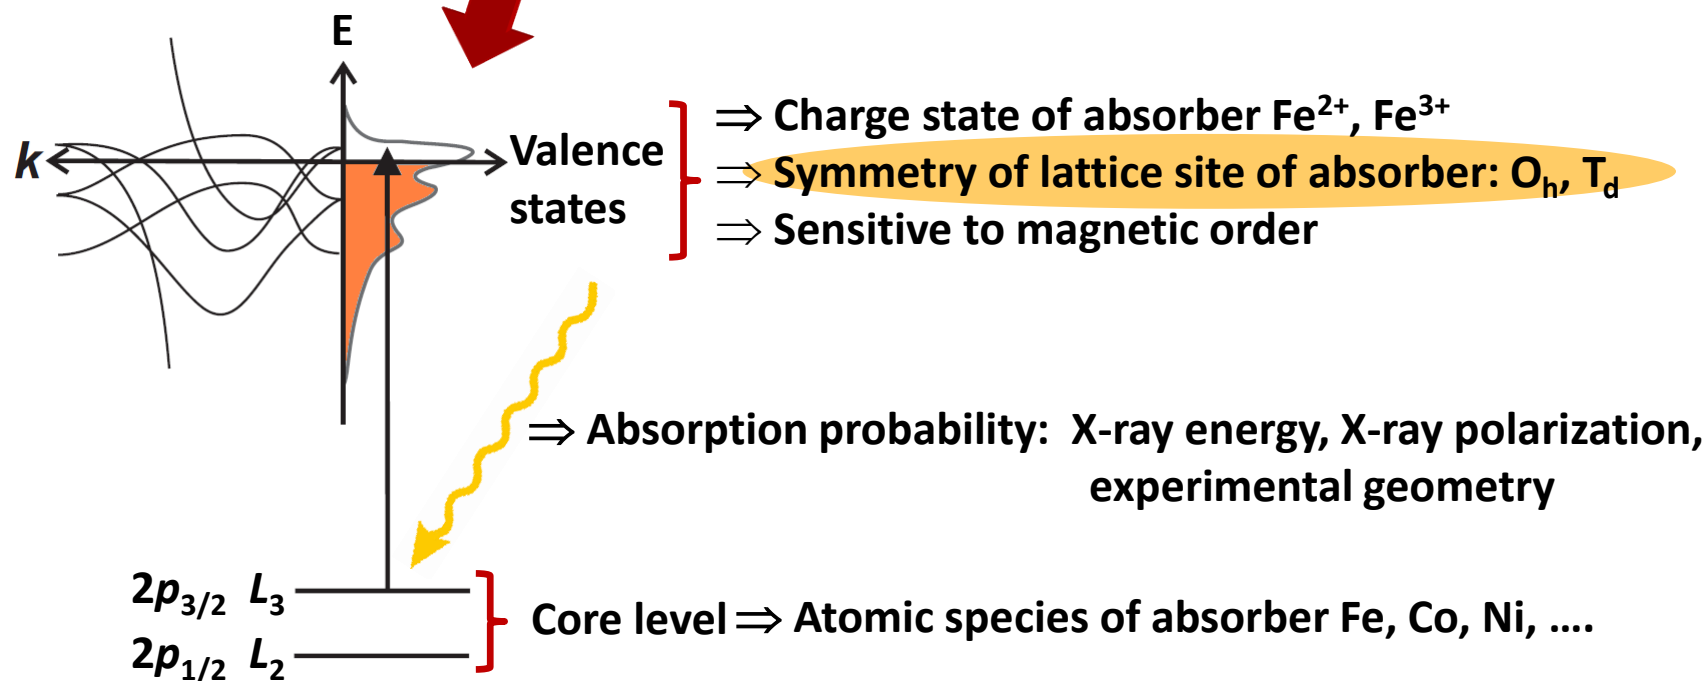 E
k
Valence
states
⇒ Charge state of absorber Fe²⁺, Fe³⁺
⇒ Symmetry of lattice site of absorber: Oₕ, T_d
⇒ Sensitive to magnetic order
⇒ Absorption probability: X-ray energy, X-ray polarization,
experimental geometry
2p₃/₂ L₃
2p₁/₂ L₂
Core level ⇒ Atomic species of absorber Fe, Co, Ni, ....